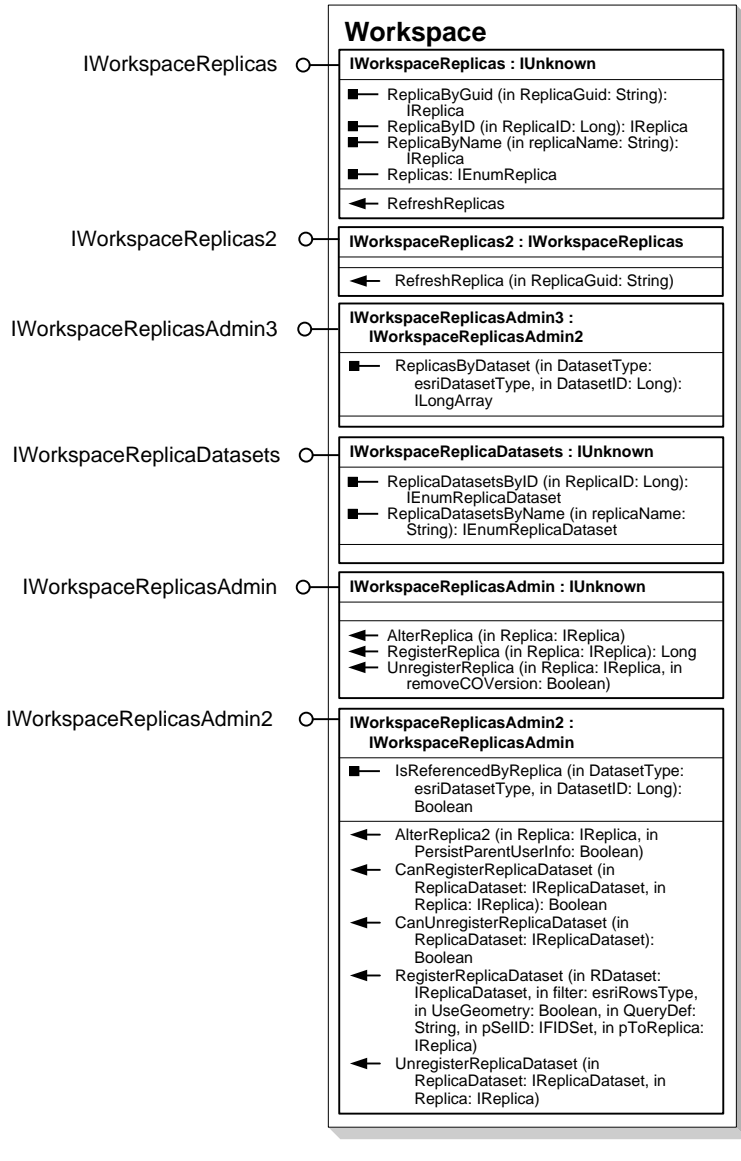 Workspace
IWorkspaceReplicas
IWorkspaceReplicas : IUnknown
ReplicaByGuid (in ReplicaGuid: String):
IReplica
ReplicaByID (in ReplicaID: Long): IReplica
ReplicaByName (in replicaName: String):
IReplica
Replicas: IEnumReplica
RefreshReplicas
IWorkspaceReplicas2
IWorkspaceReplicas2 : IWorkspaceReplicas
RefreshReplica (in ReplicaGuid: String)
IWorkspaceReplicasAdmin3
IWorkspaceReplicasAdmin3 :
IWorkspaceReplicasAdmin2
ReplicasByDataset (in DatasetType:
esriDatasetType, in DatasetID: Long):
ILongArray
IWorkspaceReplicaDatasets
IWorkspaceReplicaDatasets : IUnknown
ReplicaDatasetsByID (in ReplicaID: Long):
IEnumReplicaDataset
ReplicaDatasetsByName (in replicaName:
String): IEnumReplicaDataset
IWorkspaceReplicasAdmin
IWorkspaceReplicasAdmin : IUnknown
AlterReplica (in Replica: IReplica)
RegisterReplica (in Replica: IReplica): Long
UnregisterReplica (in Replica: IReplica, in
removeCOVersion: Boolean)
IWorkspaceReplicasAdmin2
IWorkspaceReplicasAdmin2 :
IWorkspaceReplicasAdmin
IsReferencedByReplica (in DatasetType:
esriDatasetType, in DatasetID: Long):
Boolean
AlterReplica2 (in Replica: IReplica, in
PersistParentUserInfo: Boolean)
CanRegisterReplicaDataset (in
ReplicaDataset: IReplicaDataset, in
Replica: IReplica): Boolean
CanUnregisterReplicaDataset (in
ReplicaDataset: IReplicaDataset):
Boolean
RegisterReplicaDataset (in RDataset:
IReplicaDataset, in filter: esriRowsType,
in UseGeometry: Boolean, in QueryDef:
String, in pSelID: IFIDSet, in pToReplica:
IReplica)
UnregisterReplicaDataset (in
ReplicaDataset: IReplicaDataset, in
Replica: IReplica)